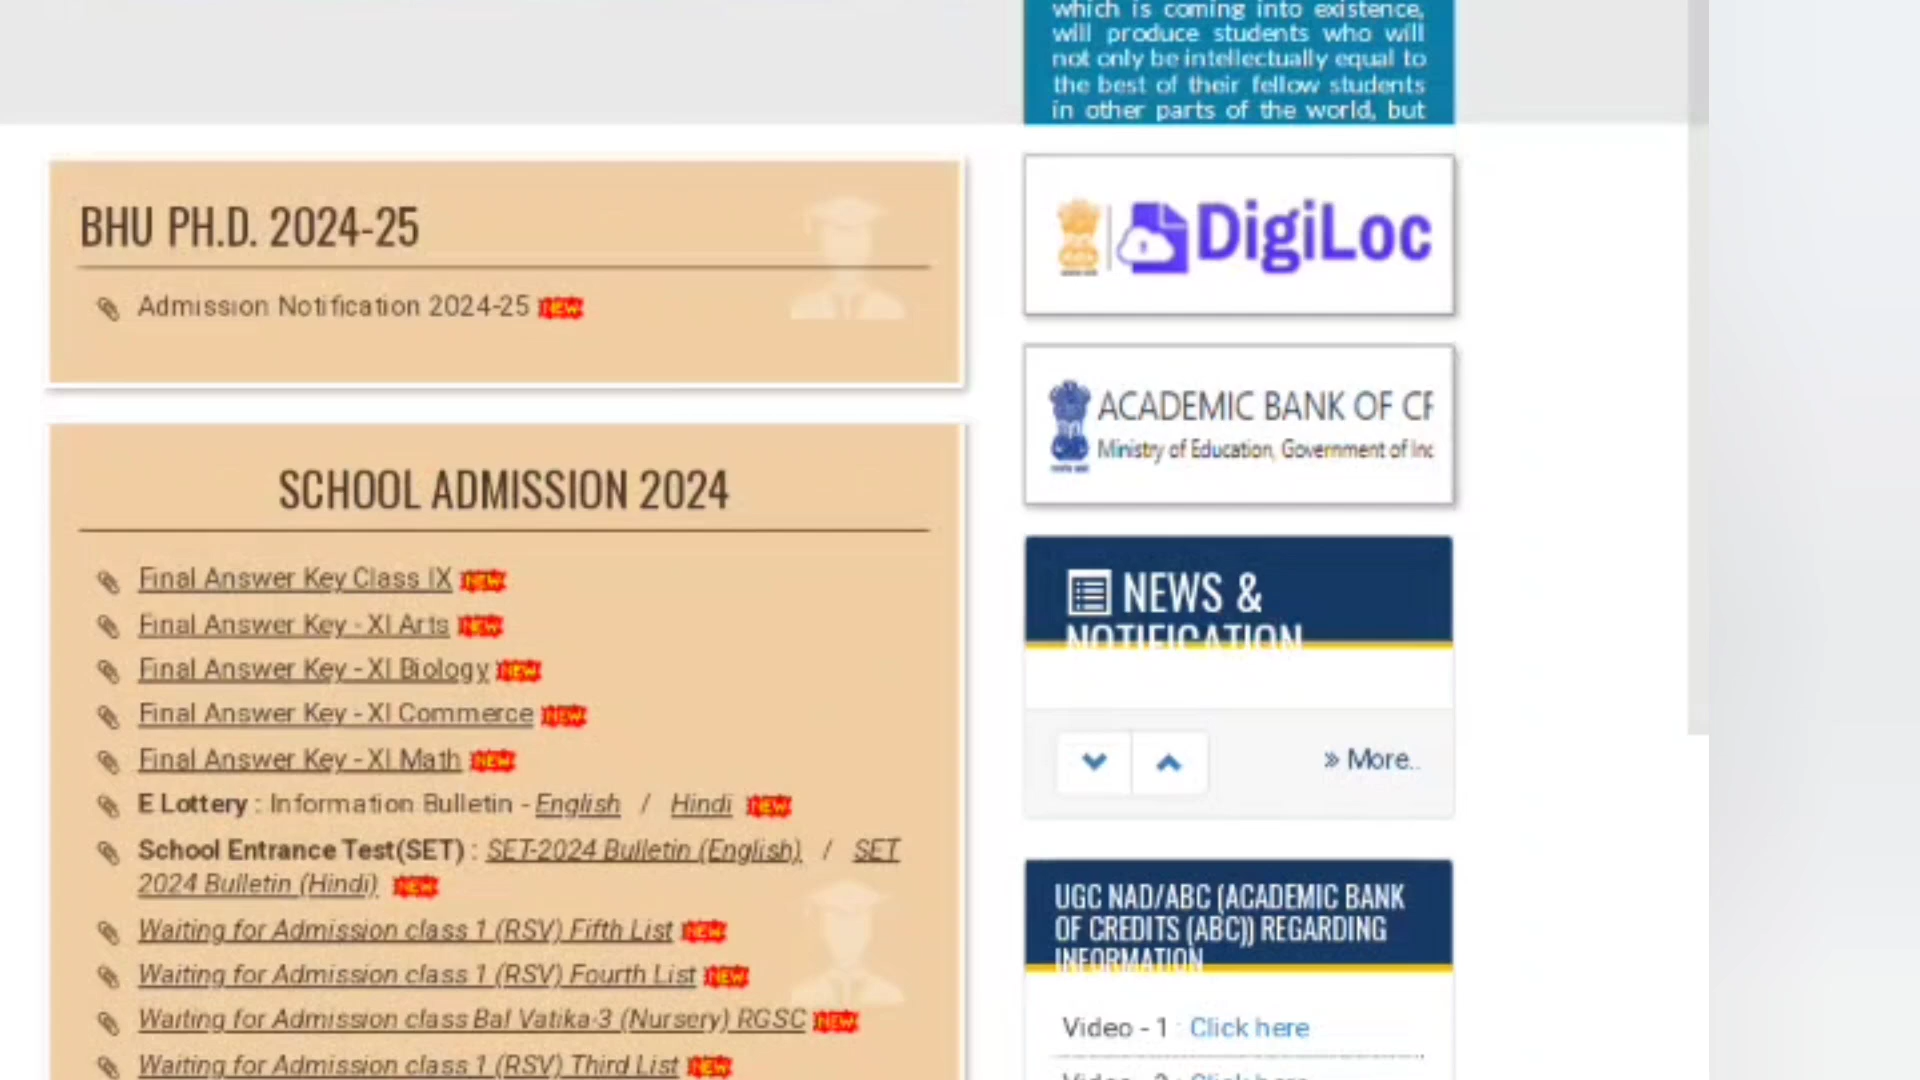 which is coming into existence,
will produce students who will
not only be intellectually equal to
the best of their fellow students
in other parts of the world, but
BHU PH.D. 2024-25
Admission Notification 2024-25 NEW
SCHOOL ADMISSION 2024
Final Answer Key Class IX NEW
Final Answer Key - XI Arts NEW
Final Answer Key - XI Biology NEW
Final Answer Key - XI Commerce NEW
Final Answer Key - XI Math NEW
E Lottery : Information Bulletin - English / Hindi NEW
School Entrance Test(SET) : SET-2024 Bulletin (English) / SET
2024 Bulletin (Hindi) NEW
Waiting for Admission class 1 (RSV) Fifth List NEW
Waiting for Admission class 1 (RSV) Fourth List NEW
Waiting for Admission class Bal Vatika-3 (Nursery) RGSC NEW
Waiting for Admission class 1 (RSV) Third List NEW
DigiLoc
ACADEMIC BANK OF CR
Ministry of Education, Government of Inc
NEWS &
NOTIFICATION
» More..
UGC NAD/ABC (ACADEMIC BANK
OF CREDITS (ABC)) REGARDING
INFORMATION
Video - 1 : Click here
Video - 2 : Click here